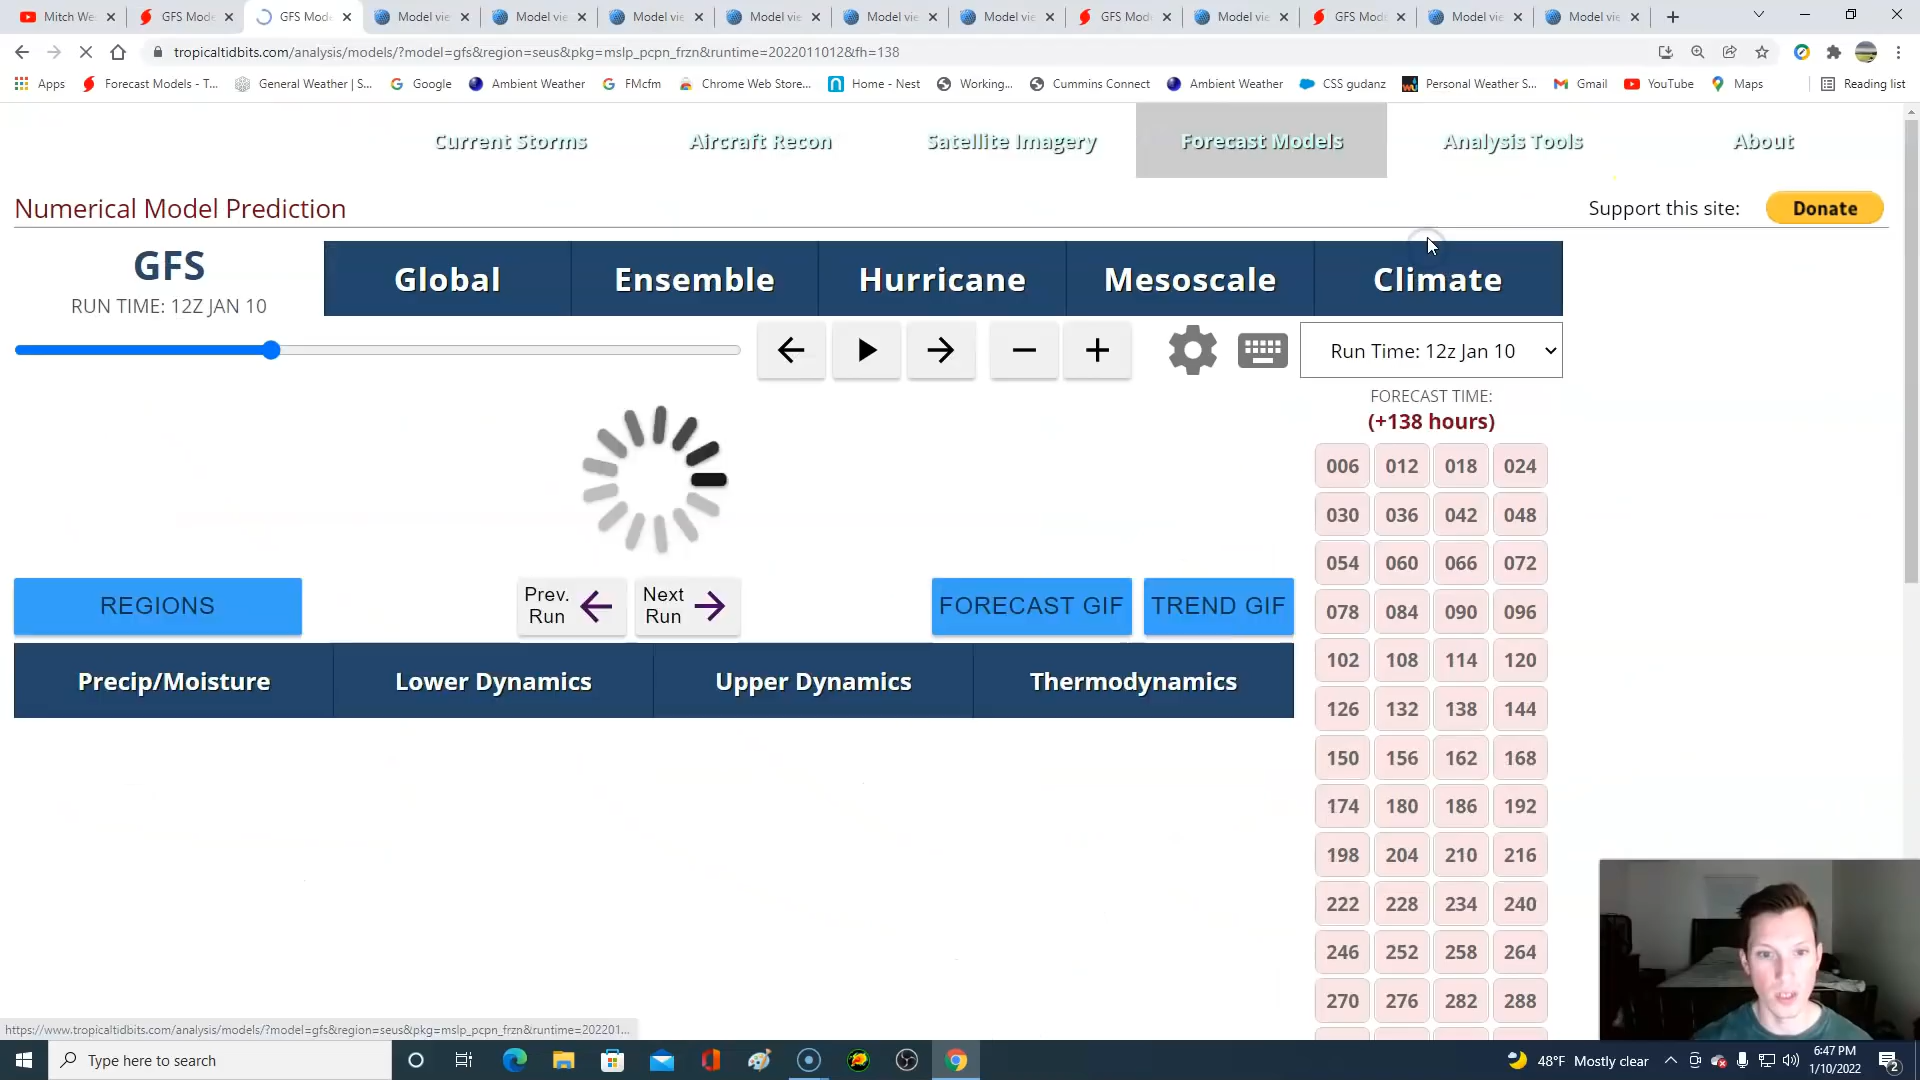 Mitch We
GFS Mode
GFS Mode
Model vie
Model vie
Model vie
Model vie
Model vie
Model vie
GFS Mod
Model vie
GFS Mode
Model vie
Model vie
tropicaltidbits.com/analysis/models/?model=gfs&region=seus&pkg=mslp_pcpn_frzn&runtime=2022011012&fh=138
Apps
Forecast Models - T...
General Weather | S...
Google
Ambient Weather
FMcfm
Chrome Web Store...
Home - Nest
Working...
Cummins Connect
Ambient Weather
CSS gudanz
Personal Weather S...
Gmail
YouTube
Maps
Reading list
Current Storms
Aircraft Recon
Satellite Imagery
Forecast Models
Analysis Tools
About
Numerical Model Prediction
Support this site:
Donate
GFS
RUN TIME: 12Z JAN 10
Global
Ensemble
Hurricane
Mesoscale
Climate
Run Time: 12z Jan 10
FORECAST TIME:
(+138 hours)
006 012 018 024
030 036 042 048
054 060 066 072
078 084 090 096
102 108 114 120
126 132 138 144
150 156 162 168
174 180 186 192
198 204 210 216
222 228 234 240
246 252 258 264
270 276 282 288
REGIONS
Prev.
Run
Next
Run
FORECAST GIF
TREND GIF
Precip/Moisture
Lower Dynamics
Upper Dynamics
Thermodynamics
https://www.tropicaltidbits.com/analysis/models/?model=gfs&region=seus&pkg=mslp_pcpn_frzn&runtime=202201...
Type here to search
48°F Mostly clear
6:47 PM
1/10/2022
2